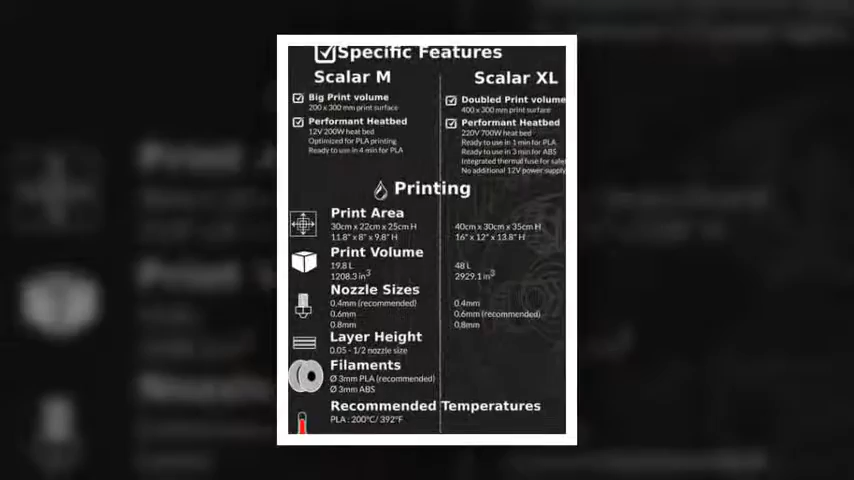 Specific Features
Scalar M
Big Print volume
200 x 300 mm print surface
Performant Heatbed
12V 200W heat bed
Optimized for PLA printing
Ready to use in 4 min for PLA
Scalar XL
Doubled Print volume
400 x 300 mm print surface
Performant Heatbed
220V 700W heat bed
Ready to use in 1 min for PLA
Ready to use in 3 min for ABS
Integrated thermal fuse for
No additional 12V power supply
Printing
Print Area
30cm x 22cm x 25cm H
11.8" x 8" x 9.8" H
40cm x 30cm x 35cm H
16" x 12" x 13.8" H
Print Volume
19.8 L
1208.3 in³
48 L
2929.1 in³
Nozzle Sizes
0.4mm (recommended)
0.6mm
0.8mm
0.4mm
0.6mm (recommended)
0.8mm
Layer Height
0.05 - 1/2 nozzle size
Filaments
Ø 3mm PLA (recommended)
Ø 3mm ABS
Recommended Temperatures
PLA : 200°C/ 392°F